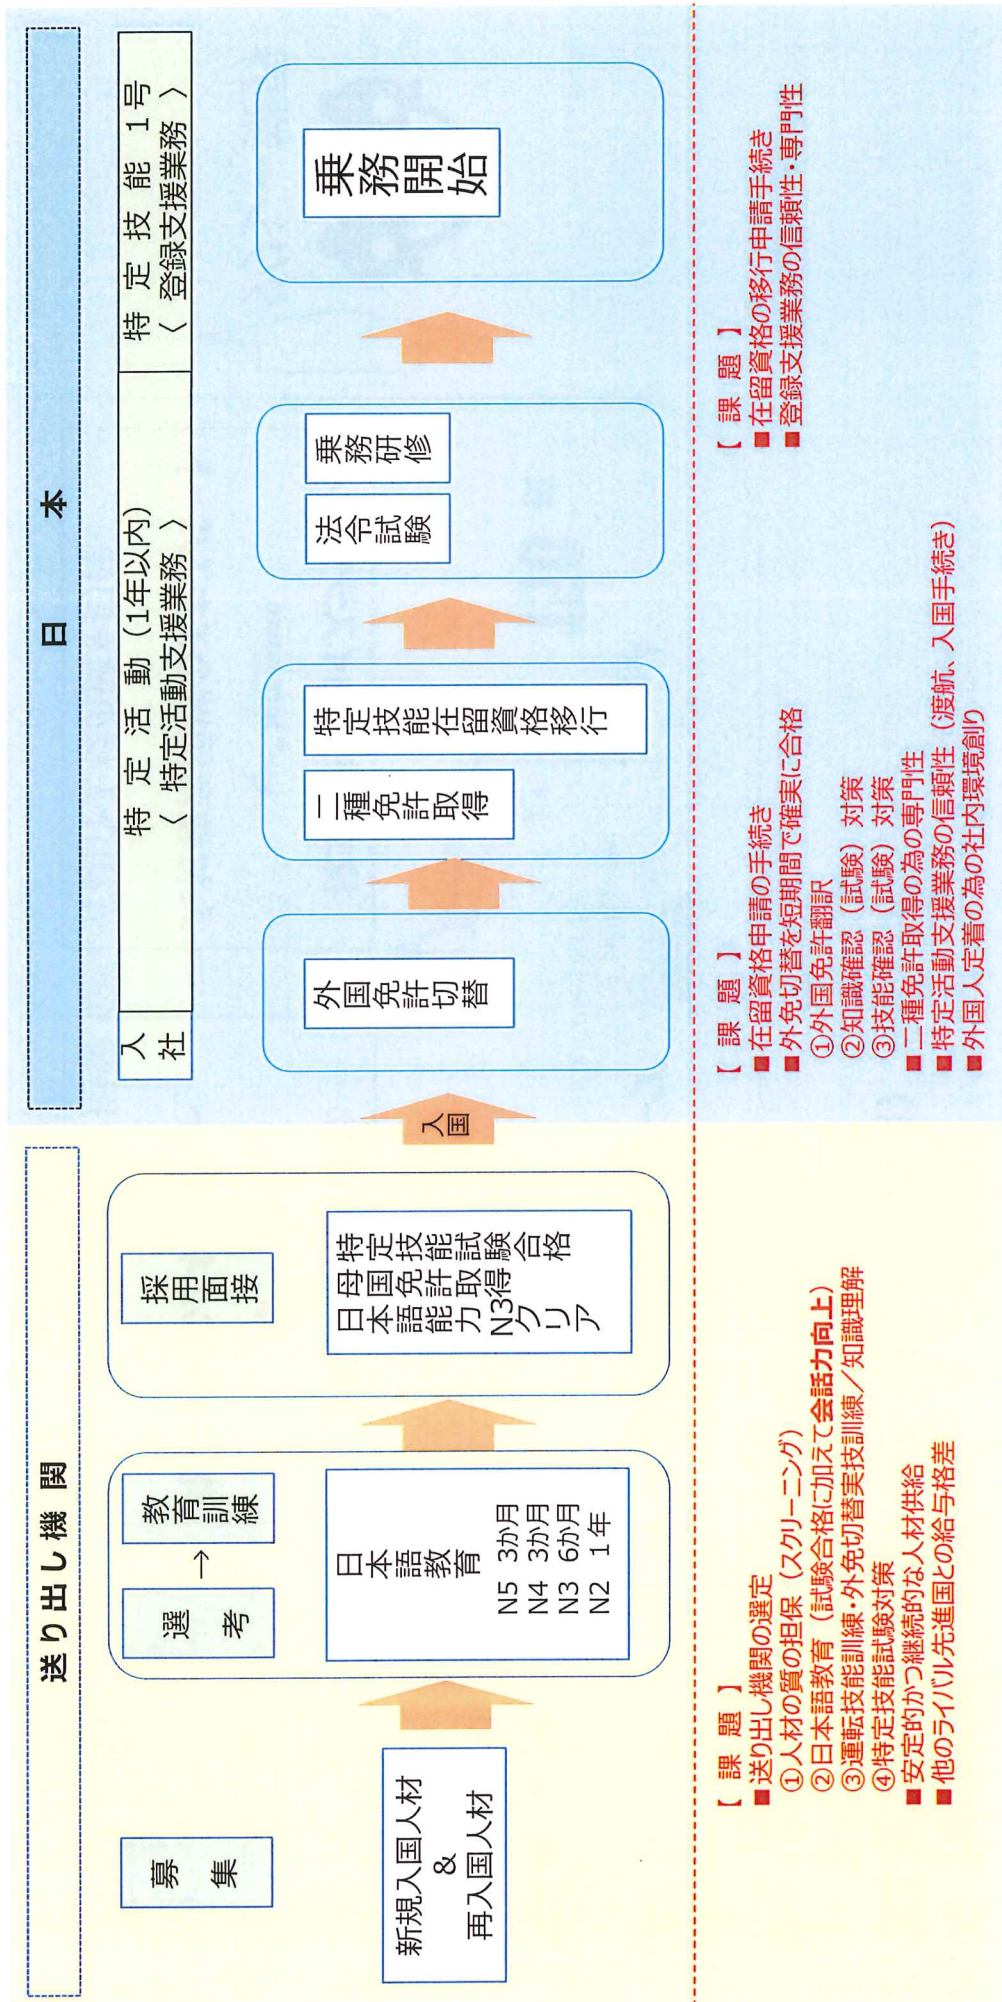 送り出し機関
募集
新規入国人材
&
再入国人材
選考
→
教育訓練
日本語教育
N5 3か月
N4 3か月
N3 6か月
N2 1年
採用面接
特定技能試験合格
母国免許取得
日本語能力N3クリア
入国
【 課 題 】
■送り出し機関の選定
①人材の質の担保（スクリーニング）
②日本語教育（試験合格に加えて会話力向上）
③運転技能訓練・外免切替実技訓練／知識理解
④特定技能試験対策
■安定的かつ継続的な人材供給
■他のライバル先進国との給与格差
日本
入社
特定活動（1年以内）
〈 特定活動支援業務 〉
特定技能1号
〈 登録支援業務 〉
外国免許切替
二種免許取得
特定技能在留資格移行
法令試験
乗務研修
乗務開始
【 課 題 】
■在留資格申請の手続き
■外免切替を短期間で確実に合格
①外国免許翻訳
②知識確認（試験）対策
③技能確認（試験）対策
■二種免許取得の為の専門性
■特定活動支援業務の信頼性（渡航、入国手続き）
■外国人定着の為の社内環境創り
【 課 題 】
■在留資格の移行申請手続き
■登録支援業務の信頼性・専門性